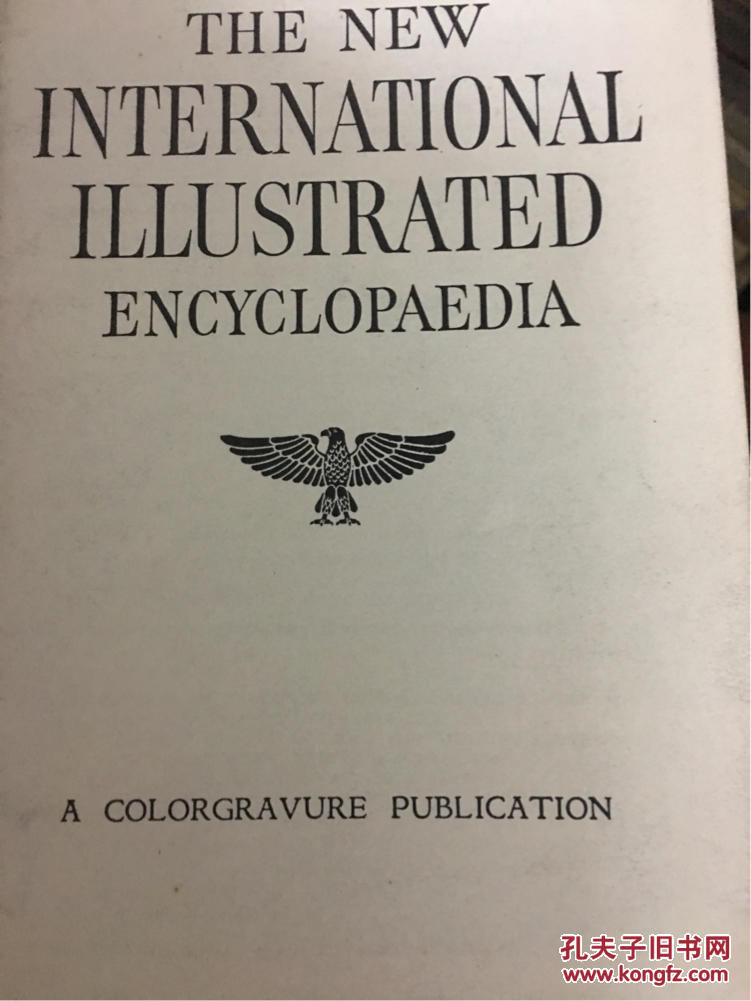 THE NEW
INTERNATIONAL
ILLUSTRATED
ENCYCLOPAEDIA
A COLORGRAVURE PUBLICATION
孔夫子旧书网
www.kongfz.com